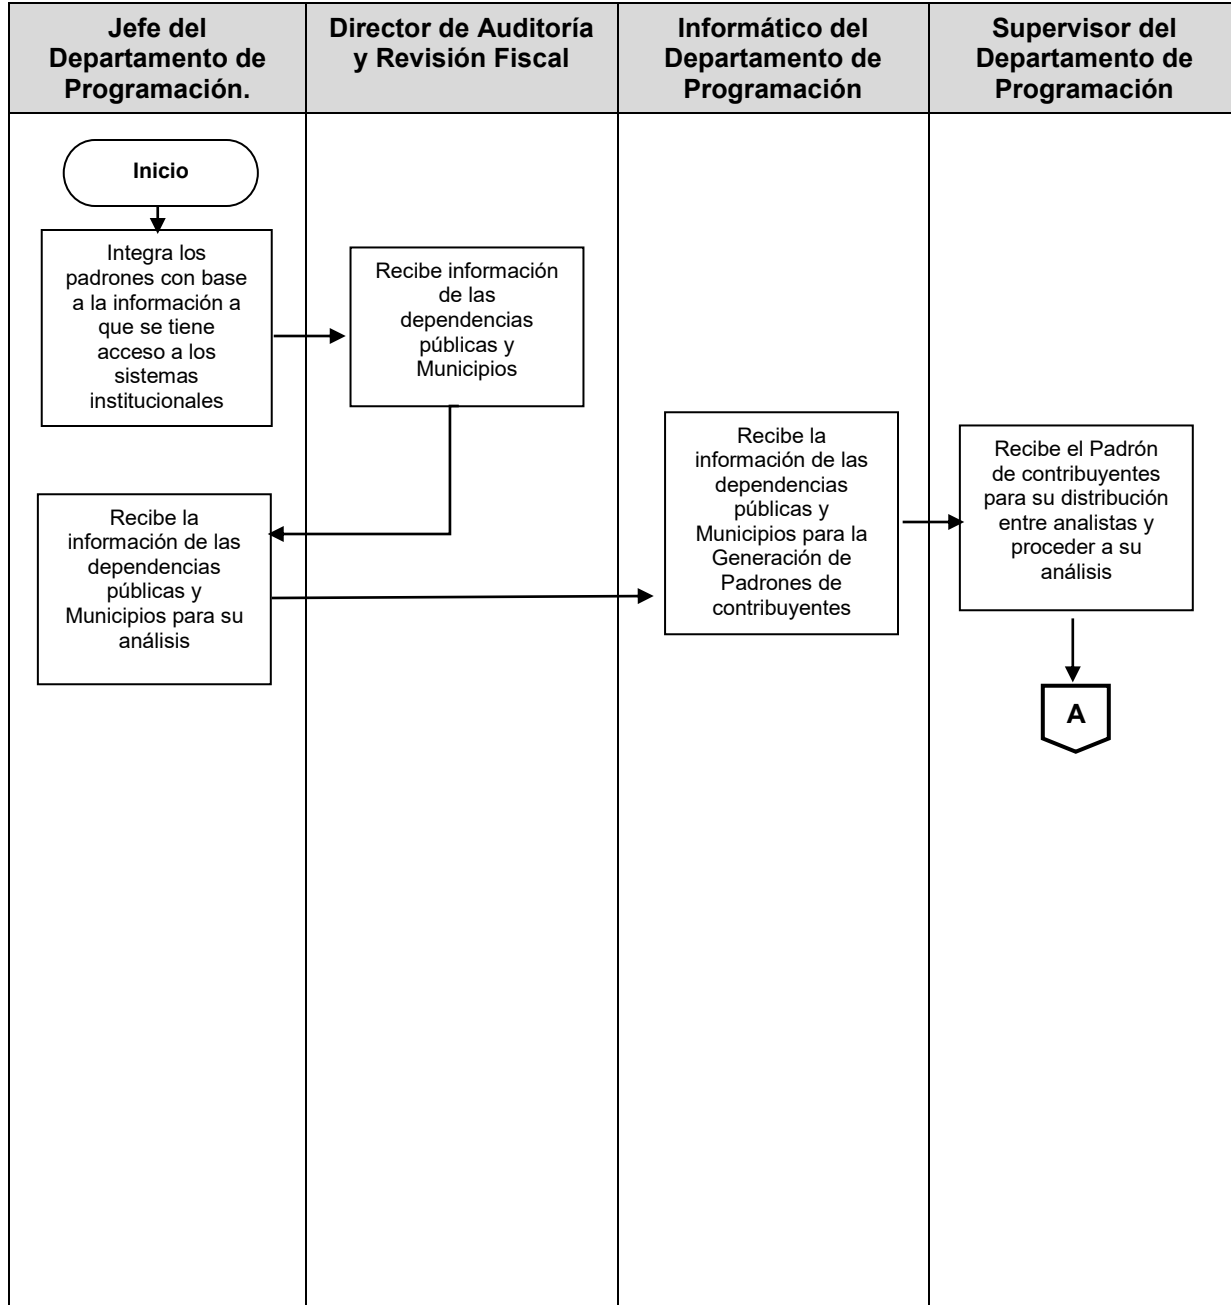 Jefe del
Departamento de
Programación.
Director de Auditoría
y Revisión Fiscal
Informático del
Departamento de
Programación
Supervisor del
Departamento de
Programación
Inicio
Integra los
padrones con base
a la información a
que se tiene
acceso a los
sistemas
institucionales
Recibe información
de las
dependencias
públicas y
Municipios
Recibe la
información de las
dependencias
públicas y
Municipios para su
análisis
Recibe la
información de las
dependencias
públicas y
Municipios para la
Generación de
Padrones de
contribuyentes
Recibe el Padrón
de contribuyentes
para su distribución
entre analistas y
proceder a su
análisis
A